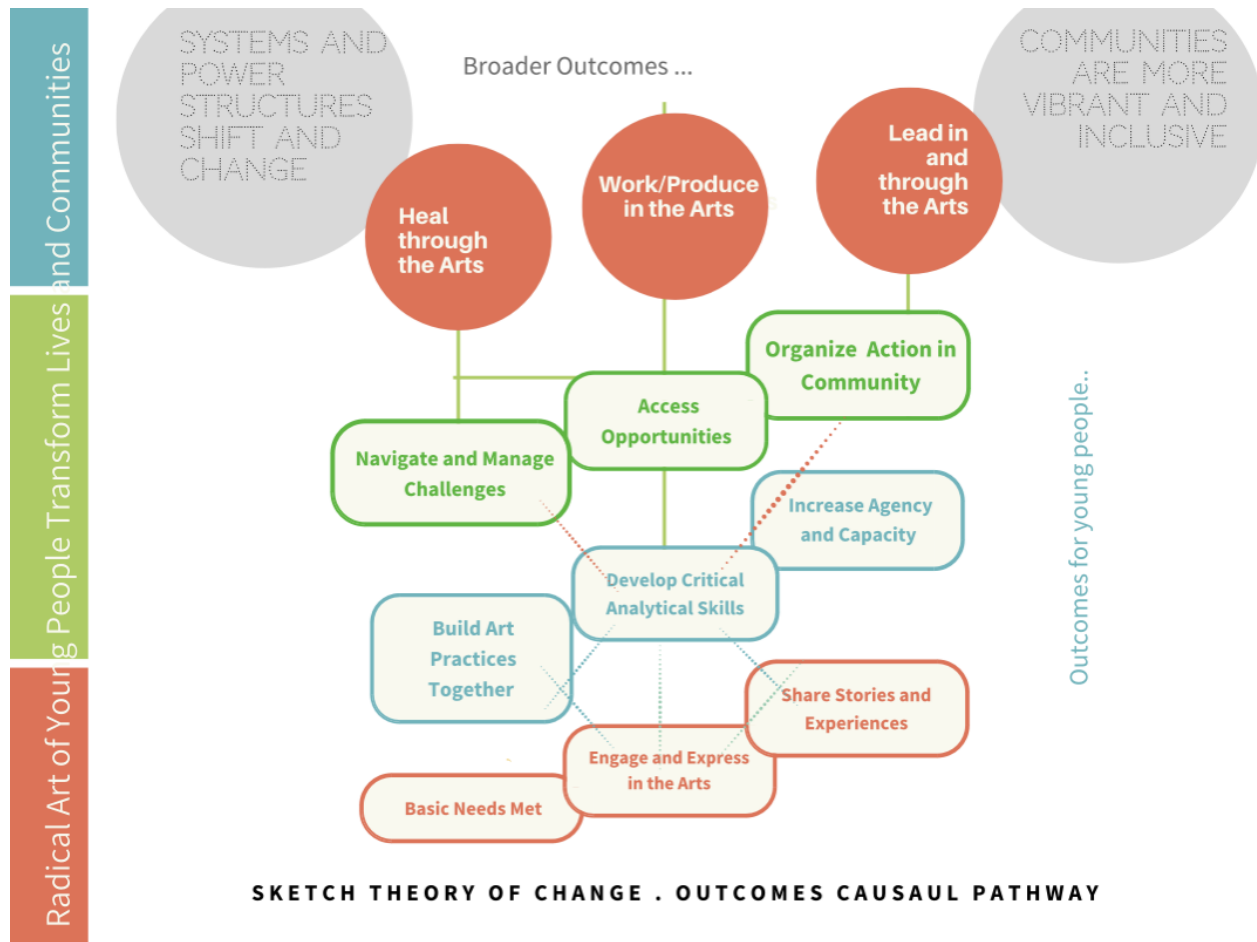 SYSTEMS AND
POWER
STRUCTURES
SHIFT AND
CHANGE
Broader Outcomes ...
COMMUNITIES
ARE MORE
VIBRANT AND
INCLUSIVE
Heal
through
the Arts
Work/Produce
in the Arts
Lead in
and
through
the Arts
Organize Action in
Community
Access
Opportunities
Navigate and Manage
Challenges
Increase Agency
and Capacity
Develop Critical
Analytical Skills
Build Art
Practices
Together
Share Stories and
Experiences
Engage and Express
in the Arts
Basic Needs Met
Outcomes for young people..
Radical Art of Young People Transform Lives and Communities
SKETCH THEORY OF CHANGE . OUTCOMES CAUSAUL PATHWAY